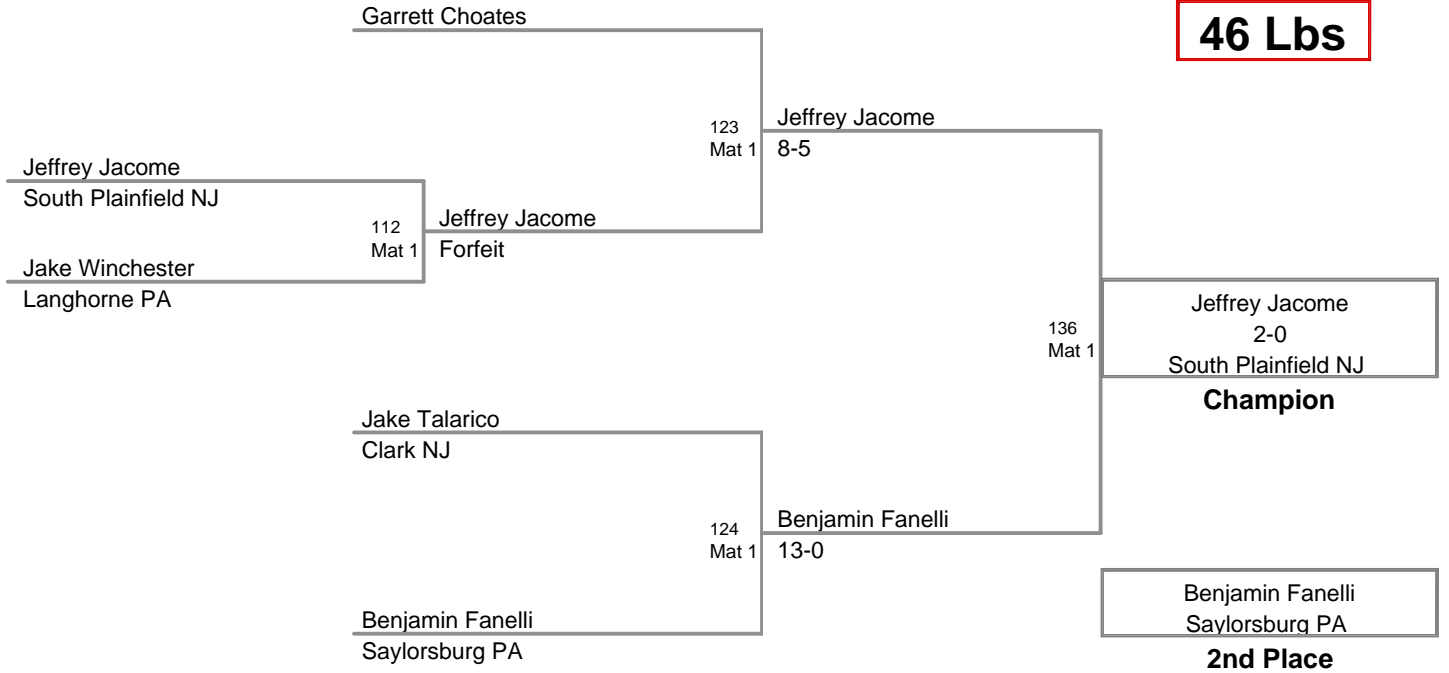 Garrett Choates
46 Lbs
123
Mat 1
Jeffrey Jacome
8-5
Jeffrey Jacome
South Plainfield NJ
112
Mat 1
Jeffrey Jacome
Forfeit
Jake Winchester
Langhorne PA
136
Mat 1
Jeffrey Jacome
2-0
South Plainfield NJ
Champion
Jake Talarico
Clark NJ
124
Mat 1
Benjamin Fanelli
13-0
Benjamin Fanelli
Saylorsburg PA
Benjamin Fanelli
Saylorsburg PA
2nd Place